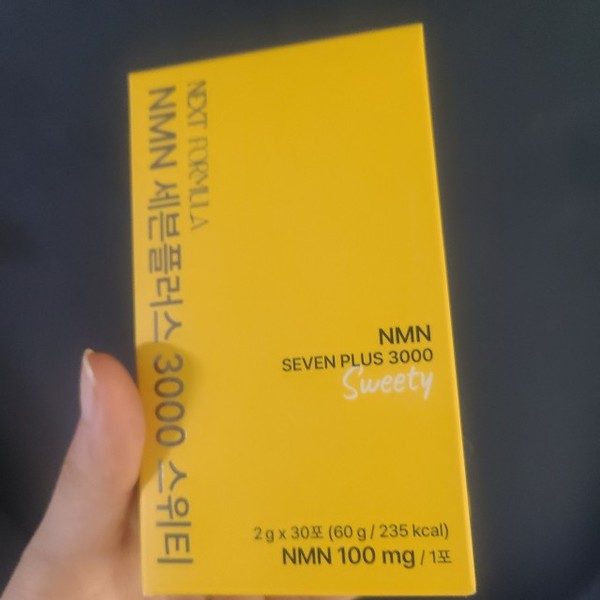 NEXT FORMULA
NMN 세븐플러스 3000 스위티
NMN
SEVEN PLUS 3000
Sweety
2 g x 30포 (60 g / 235 kcal)
NMN 100 mg / 1포